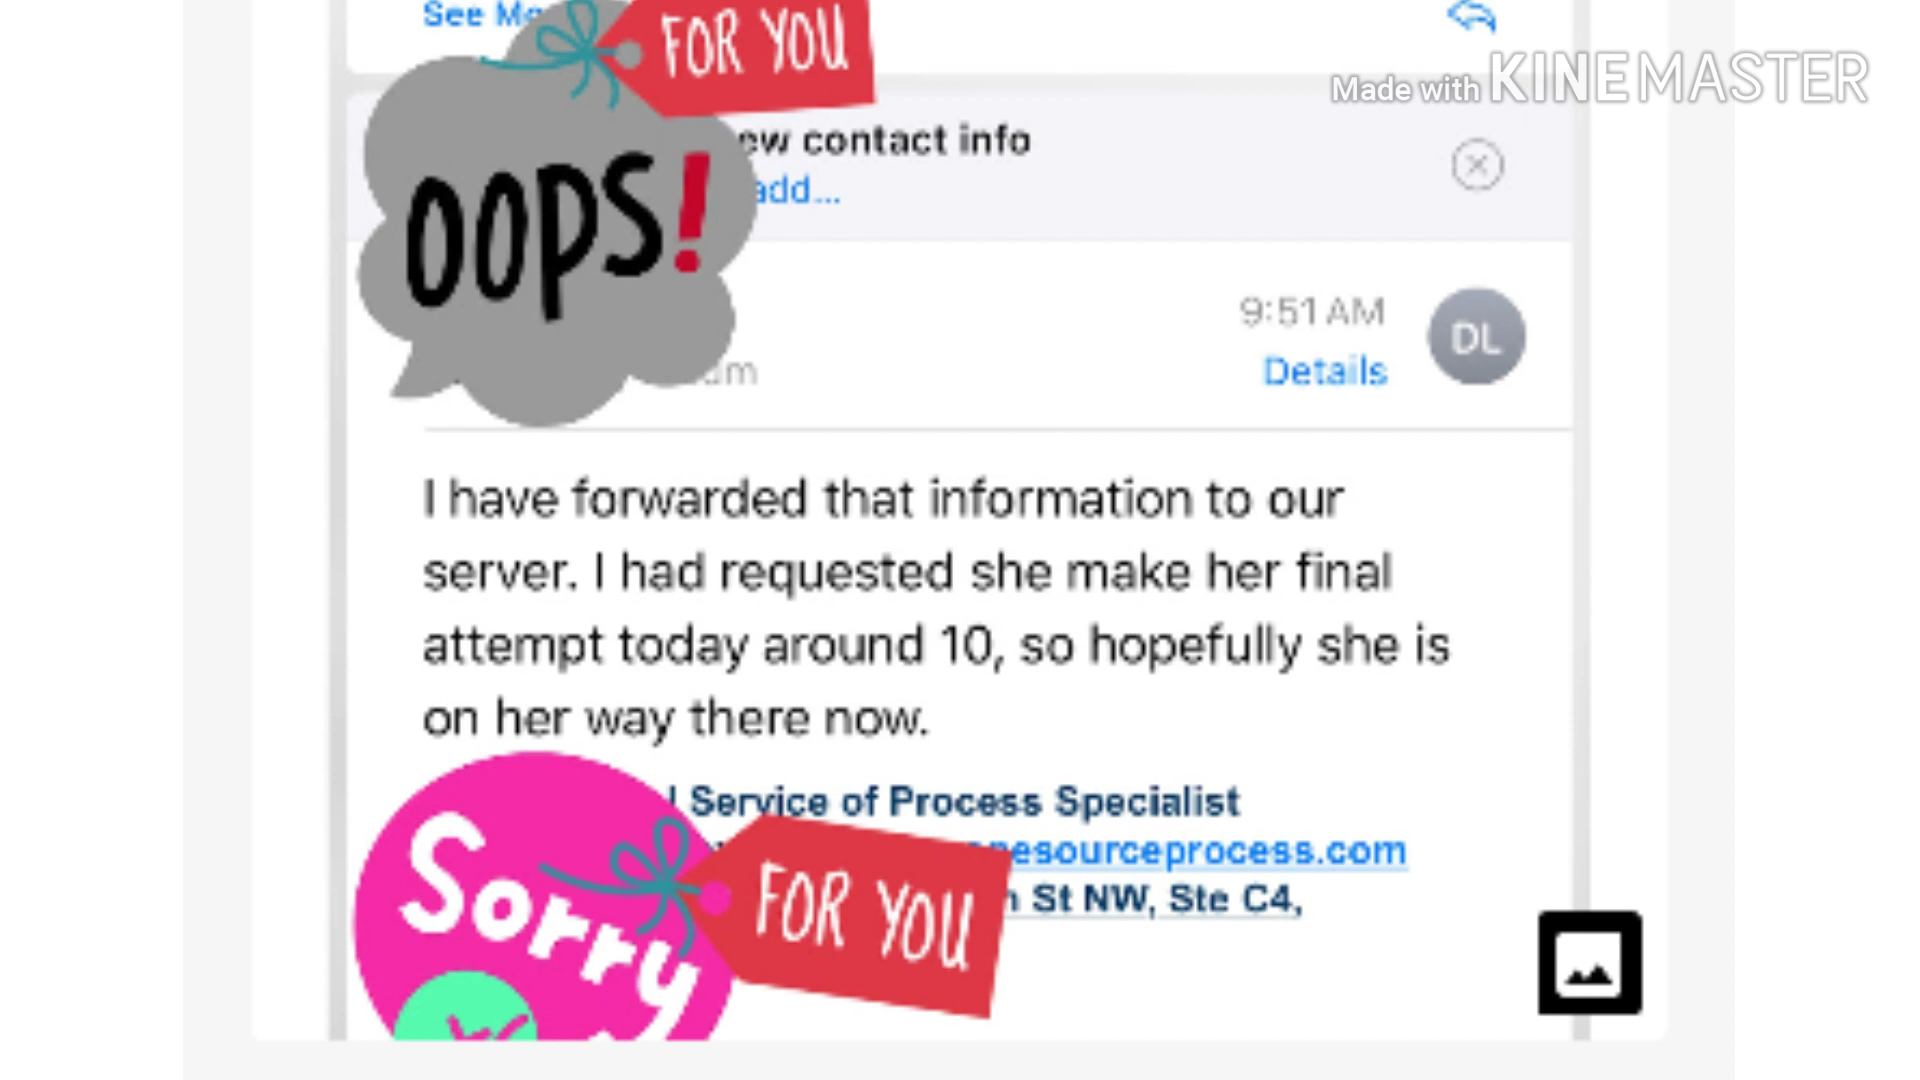 See
FOR YOU
Made with KINEMASTER
contact info
add...
OOPS!
9:51 AM
DL
Details
I have forwarded that information to our
server. I had requested she make her final
attempt today around 10, so hopefully she is
on her way there now.
Service of Process Specialist
esourceprocess.com
St NW, Ste C4,
Sorry
FOR YOU